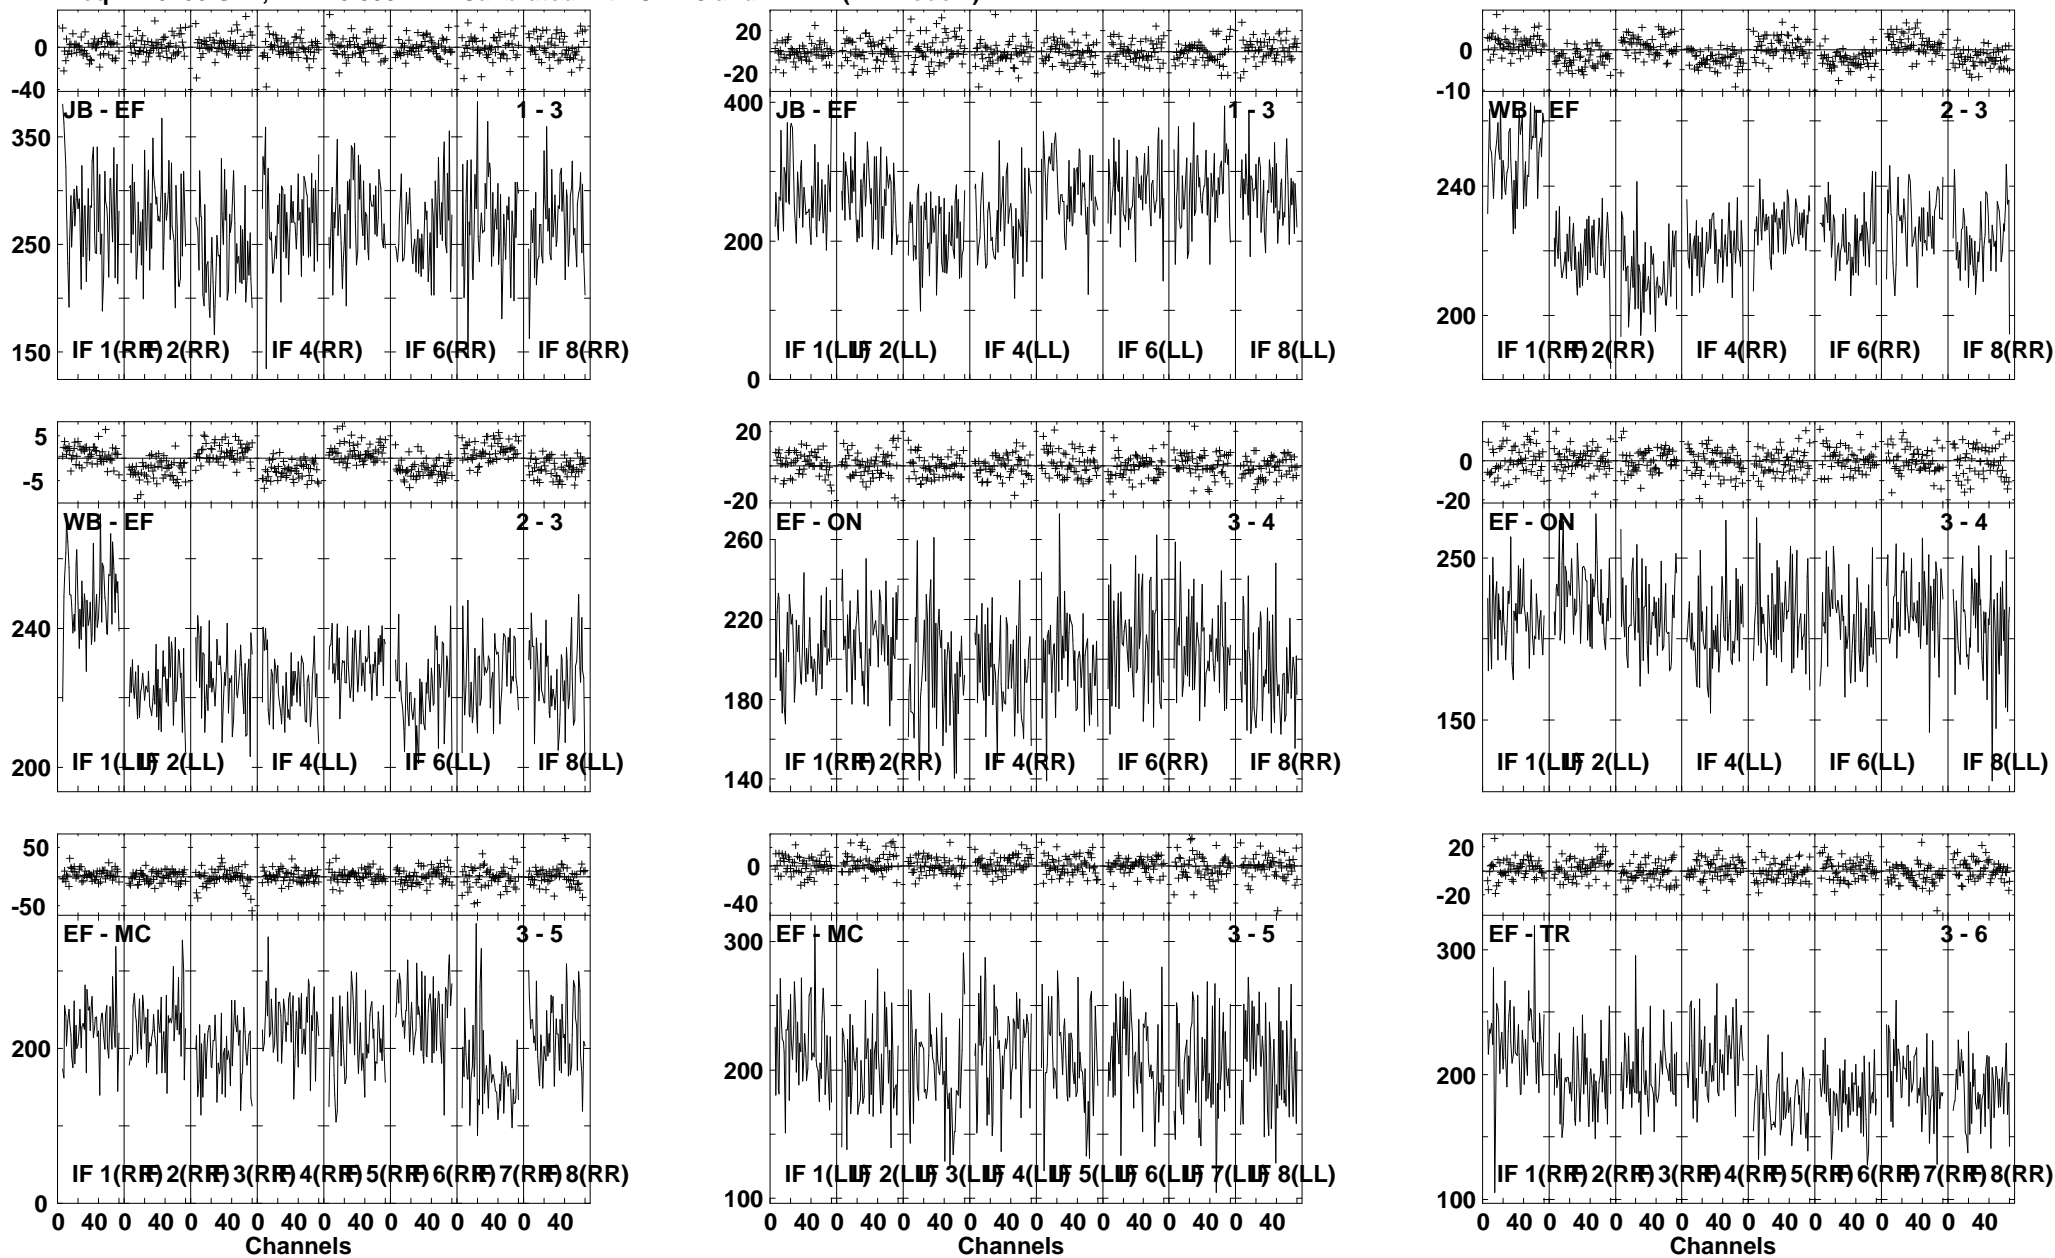 0
-40
JB - EF 1 - 3
350
250
150
IF 1(RR) IF 2(RR) IF 4(RR) IF 6(RR) IF 8(RR)
20
0
-20
JB - EF 1 - 3
400
200
0
IF 1(LL) IF 2(LL) IF 4(LL) IF 6(LL) IF 8(LL)
0
-10
WB - EF 2 - 3
240
200
IF 1(RR) IF 2(RR) IF 4(RR) IF 6(RR) IF 8(RR)
5
-5
WB - EF 2 - 3
240
200
IF 1(LL) IF 2(LL) IF 4(LL) IF 6(LL) IF 8(LL)
20
0
-20
EF - ON 3 - 4
260
220
180
140
IF 1(RR) IF 2(RR) IF 4(RR) IF 6(RR) IF 8(RR)
0
-20
EF - ON 3 - 4
250
150
IF 1(LL) IF 2(LL) IF 4(LL) IF 6(LL) IF 8(LL)
50
-50
EF - MC 3 - 5
200
0
IF 1(RR) IF 2(RR) IF 3(RR) IF 4(RR) IF 5(RR) IF 6(RR) IF 7(RR) IF 8(RR)
0 40 0 40 0 40 0 40 0 40 0 40 0 40 0 40
Channels
0
-40
EF - MC 3 - 5
300
200
100
IF 1(LL) IF 2(LL) IF 3(LL) IF 4(LL) IF 5(LL) IF 6(LL) IF 7(LL) IF 8(LL)
0 40 0 40 0 40 0 40 0 40 0 40 0 40 0 40
Channels
20
-20
EF - TR 3 - 6
300
200
100
IF 1(RR) IF 2(RR) IF 3(RR) IF 4(RR) IF 5(RR) IF 6(RR) IF 7(RR) IF 8(RR)
0 40 0 40 0 40 0 40 0 40 0 40 0 40 0 40
Channels